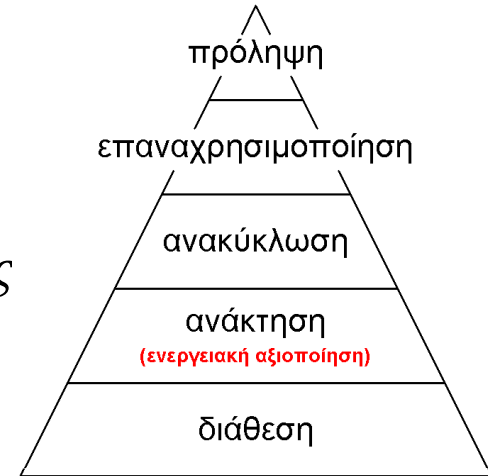 πρόληψη
επαναχρησιμοποίηση
ανακύκλωση
ς
ανάκτηση
(ενεργειακή αξιοποίηση)
διάθεση